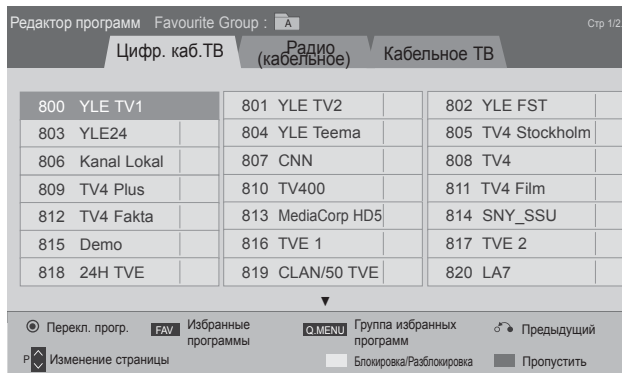 Редактор программ Favourite Group : A Стр 1/2
Цифр. каб.ТВ Радио (кабельное) Кабельное ТВ
800 YLE TV1 801 YLE TV2 802 YLE FST
803 YLE24 804 YLE Teema 805 TV4 Stockholm
806 Kanal Lokal 807 CNN 808 TV4
809 TV4 Plus 810 TV400 811 TV4 Film
812 TV4 Fakta 813 MediaCorp HD5 814 SNY_SSU
815 Demo 816 TVE 1 817 TVE 2
818 24H TVE 819 CLAN/50 TVE 820 LA7
▼
Перекл. прогр. FAV Избранные программы Q.MENU Группа избранных программ Предыдущий
P Изменение страницы Блокировка/Разблокировка Пропустить